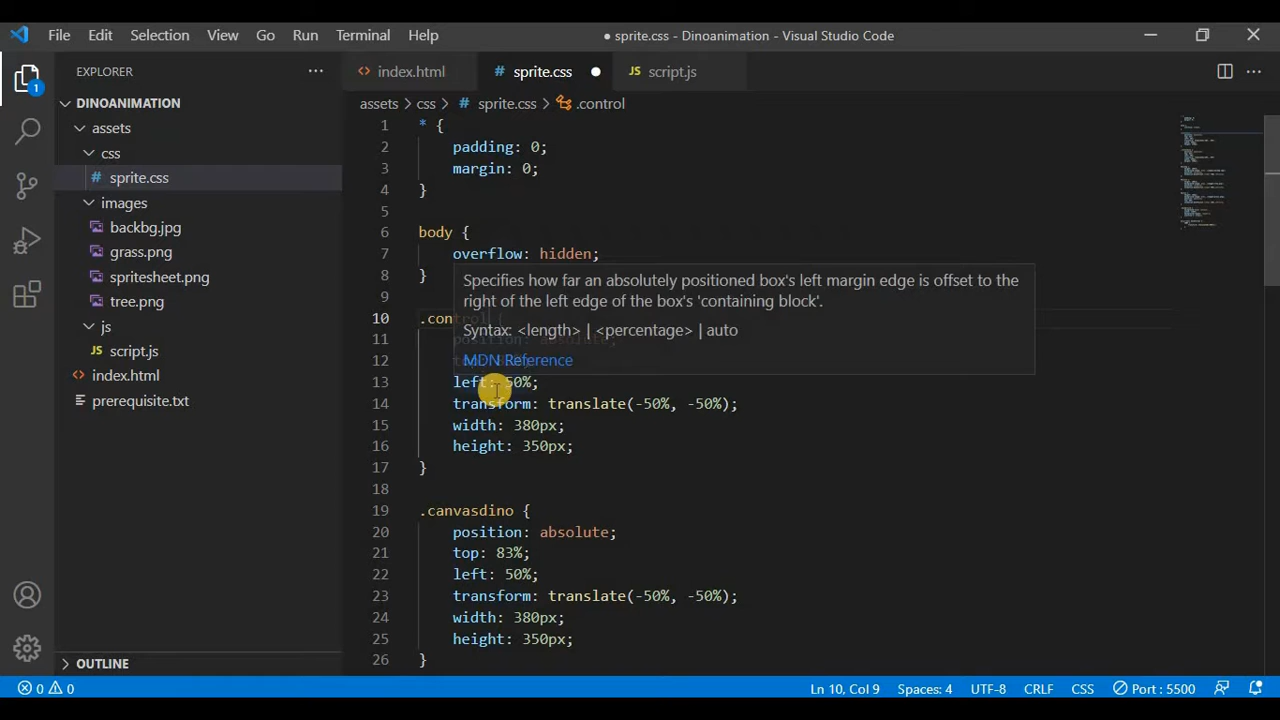 File Edit Selection View Go Run Terminal Help ● sprite.css - Dinoanimation - Visual Studio Code
EXPLORER ···
DINOANIMATION
assets
css
# sprite.css
images
backbg.jpg
grass.png
spritesheet.png
tree.png
js
JS script.js
<> index.html
prerequisite.txt
OUTLINE
1
<> index.html # sprite.css ● JS script.js
assets > css > # sprite.css > .control
1 * {
2 padding: 0;
3 margin: 0;
4 }
5
6 body {
7 overflow: hidden;
8 }
9
10 .control {
11 position: absolute;
12
13 left: 50%;
14 transform: translate(-50%, -50%);
15 width: 380px;
16 height: 350px;
17 }
18
19 .canvasdino {
20 position: absolute;
21 top: 83%;
22 left: 50%;
23 transform: translate(-50%, -50%);
24 width: 380px;
25 height: 350px;
26 }
Specifies how far an absolutely positioned box's left margin edge is offset to the
right of the left edge of the box's 'containing block'.
Syntax: <length> | <percentage> | auto
MDN Reference
0 0 Ln 10, Col 9 Spaces: 4 UTF-8 CRLF CSS Port : 5500